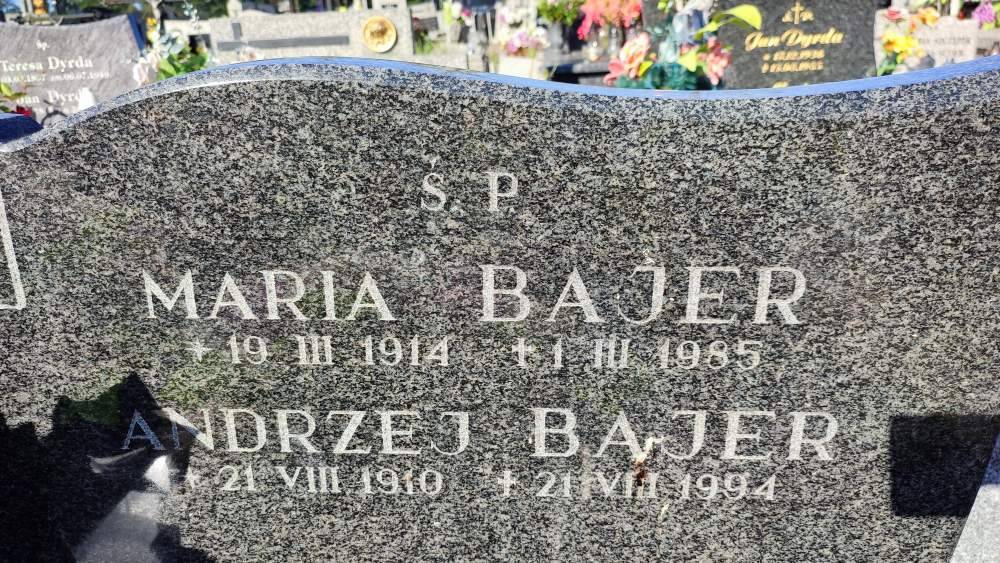 Teresa Dyrda
Jan Dyrda
Ś. P.
MARIA BAJER
* 19 III 1914 + 1 III 1985
ANDRZEJ BAJER
* 21 VIII 1910 + 21 VIII 1994